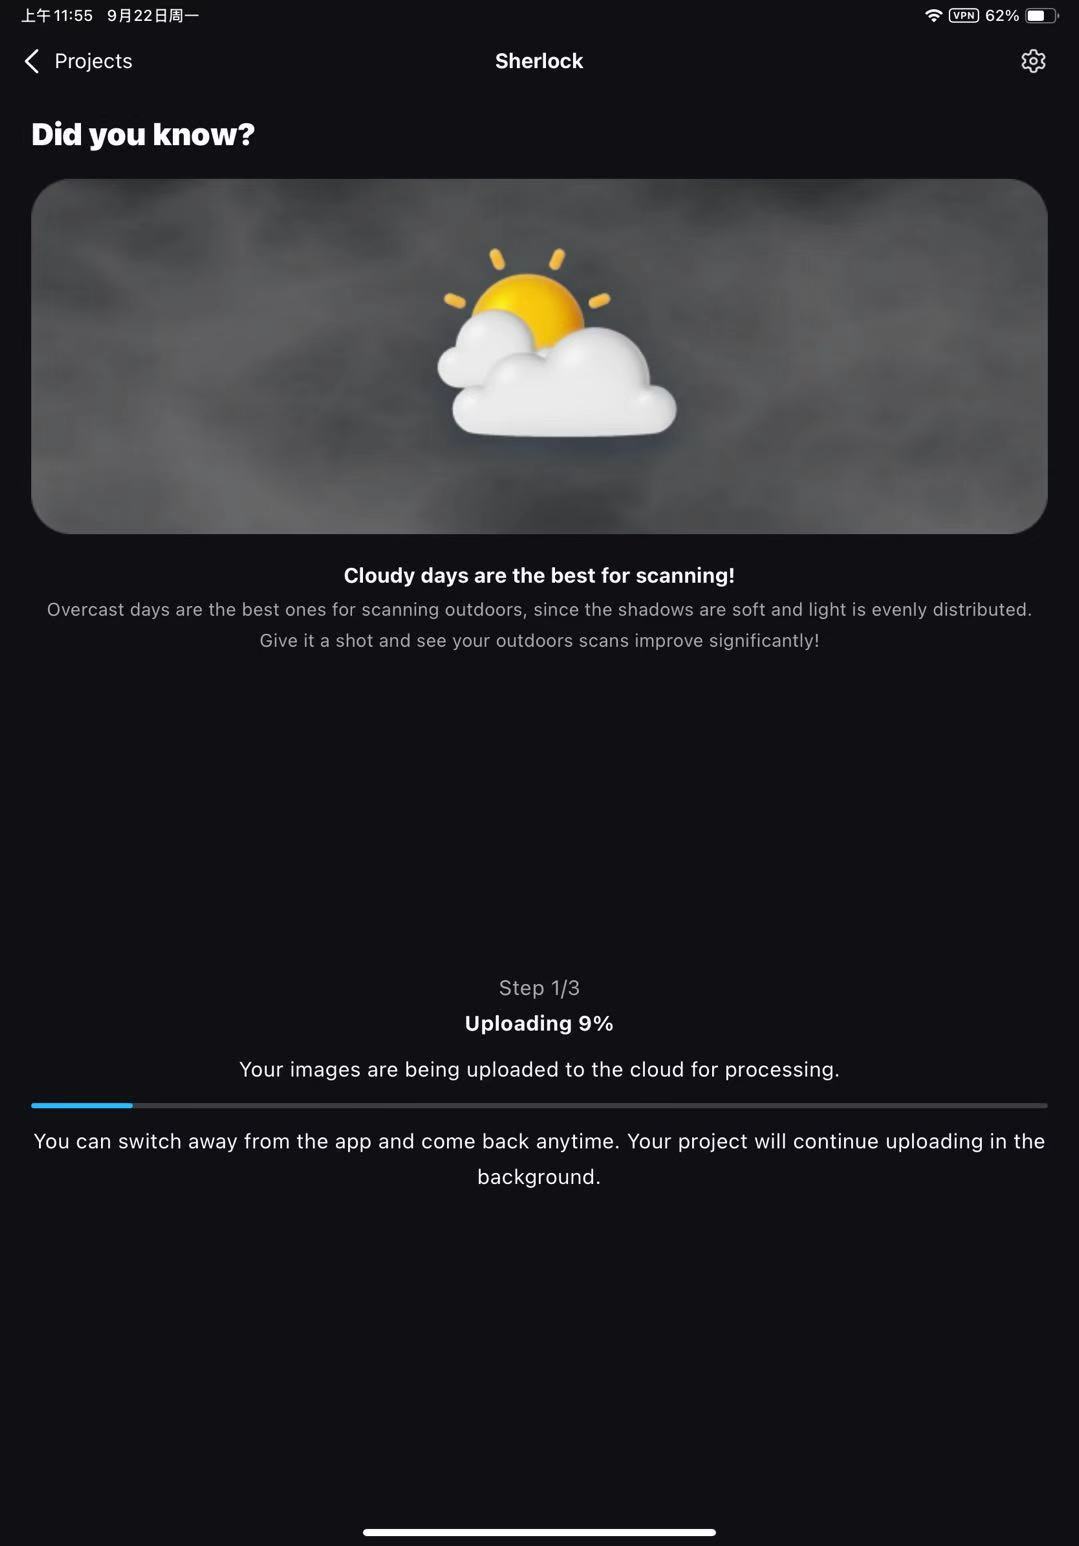 上午11:55 9月22日周一
VPN 62%
Projects
Sherlock
Did you know?
Cloudy days are the best for scanning!
Overcast days are the best ones for scanning outdoors, since the shadows are soft and light is evenly distributed.
Give it a shot and see your outdoors scans improve significantly!
Step 1/3
Uploading 9%
Your images are being uploaded to the cloud for processing.
You can switch away from the app and come back anytime. Your project will continue uploading in the
background.